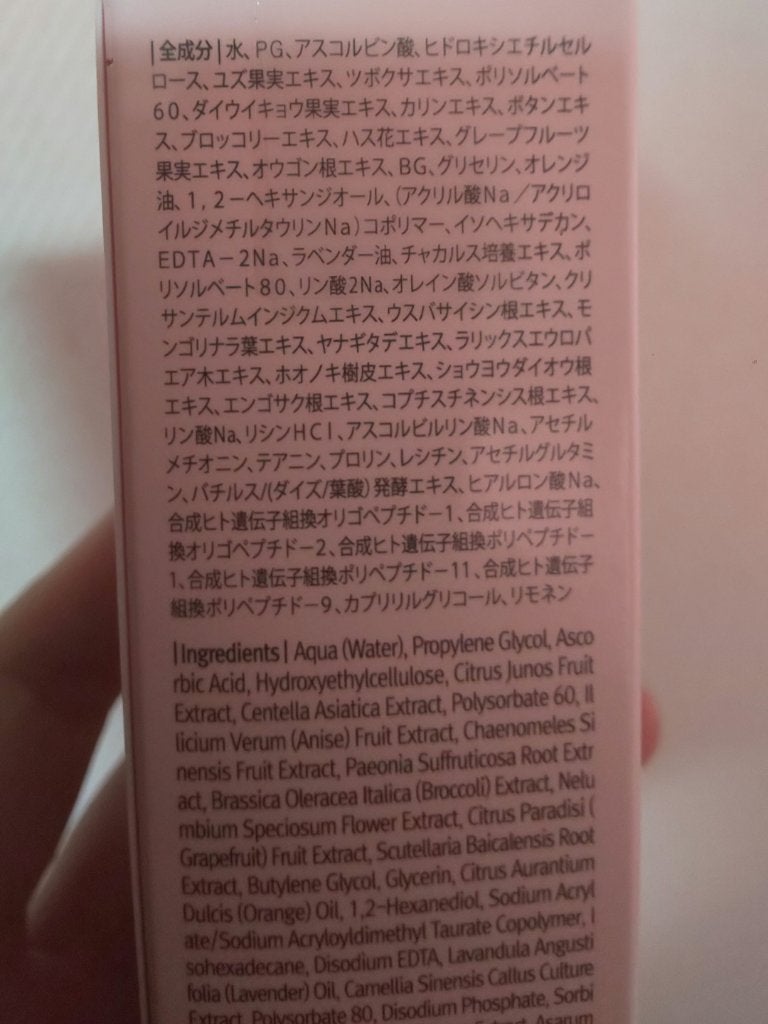 |全成分| 水、PG、アスコルビン酸、ヒドロキシエチルセル
ロース、ユズ果実エキス、ツボクサエキス、ポリソルベート
60、ダイウイキョウ果実エキス、カリンエキス、ボタンエキ
ス、ブロッコリーエキス、ハス花エキス、グレープフルーツ
果実エキス、オウゴン根エキス、BG、グリセリン、オレンジ
油、1,2－ヘキサンジオール、(アクリル酸Na／アクリロ
イルジメチルタウリンNa)コポリマー、イソヘキサデカン、
EDTA－2Na、ラベンダー油、チャカルス培養エキス、ポ
リソルベート80、リン酸2Na、オレイン酸ソルビタン、クリ
サンテルムインジクムエキス、ウスバサイシン根エキス、モ
ンゴリナラ葉エキス、ヤナギタデエキス、ラリックスエウロパ
エア木エキス、ホオノキ樹皮エキス、ショウヨウダイオウ根
エキス、エンゴサク根エキス、コプチスチネンシス根エキス、
リン酸Na、リシンHCl、アスコルビルリン酸Na、アセチル
メチオニン、テアニン、プロリン、レシチン、アセチルグルタミ
ン、バチルス/(ダイズ/葉酸)発酵エキス、ヒアルロン酸Na、
合成ヒト遺伝子組換オリゴペプチド－1、合成ヒト遺伝子組
換オリゴペプチド－2、合成ヒト遺伝子組換ポリペプチド－
1、合成ヒト遺伝子組換ポリペプチド－11、合成ヒト遺伝子
組換ポリペプチド－9、カプリリルグリコール、リモネン
|Ingredients| Aqua (Water), Propylene Glycol, Asco
rbic Acid, Hydroxyethylcellulose, Citrus Junos Fruit
Extract, Centella Asiatica Extract, Polysorbate 60, Il
licium Verum (Anise) Fruit Extract, Chaenomeles Si
nensis Fruit Extract, Paeonia Suffruticosa Root Extr
act, Brassica Oleracea Italica (Broccoli) Extract, Nelu
mbium Speciosum Flower Extract, Citrus Paradisi (
Grapefruit) Fruit Extract, Scutellaria Baicalensis Root
Extract, Butylene Glycol, Glycerin, Citrus Aurantium
Dulcis (Orange) Oil, 1,2-Hexanediol, Sodium Acryl
ate/Sodium Acryloyldimethyl Taurate Copolymer, I
sohexadecane, Disodium EDTA, Lavandula Angusti
folia (Lavender) Oil, Camellia Sinensis Callus Culture
Extract, Polysorbate 80, Disodium Phosphate, Sorbi
Extract, Asarum